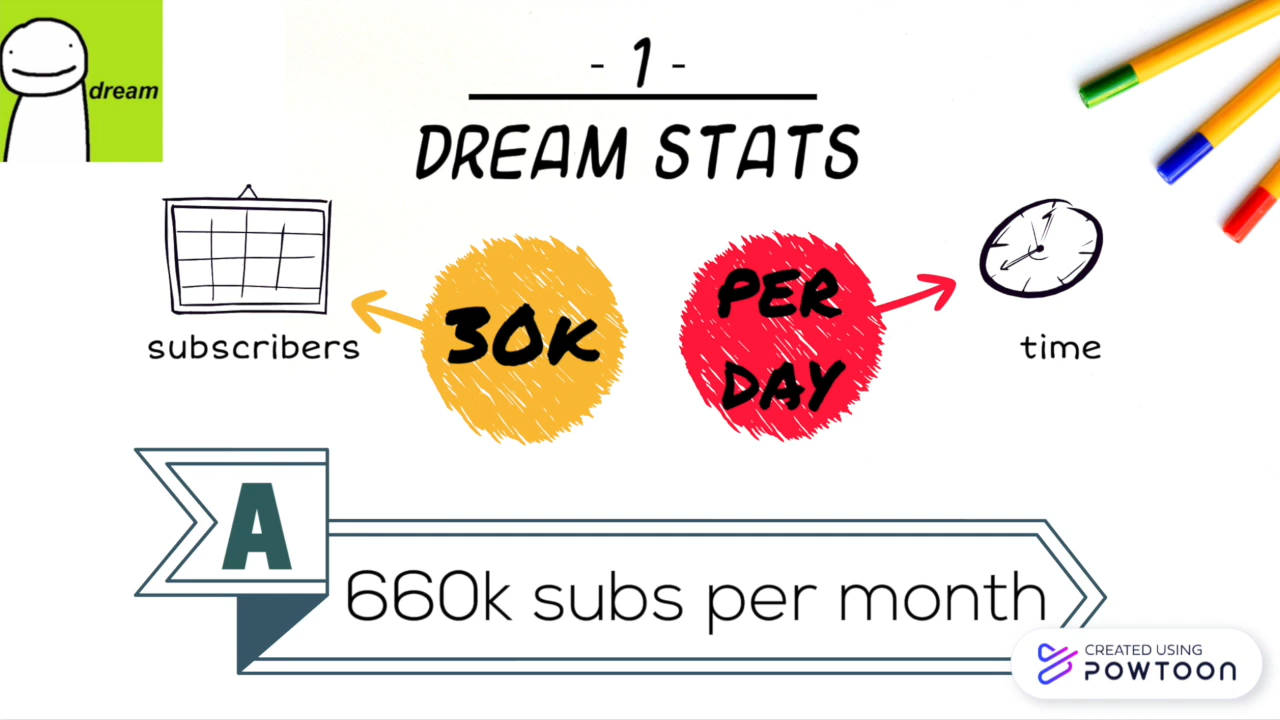 dream
- 1 -
DREAM STATS
subscribers
30K
PER
DAY
time
A
660k subs per month
CREATED USING
POWTOON